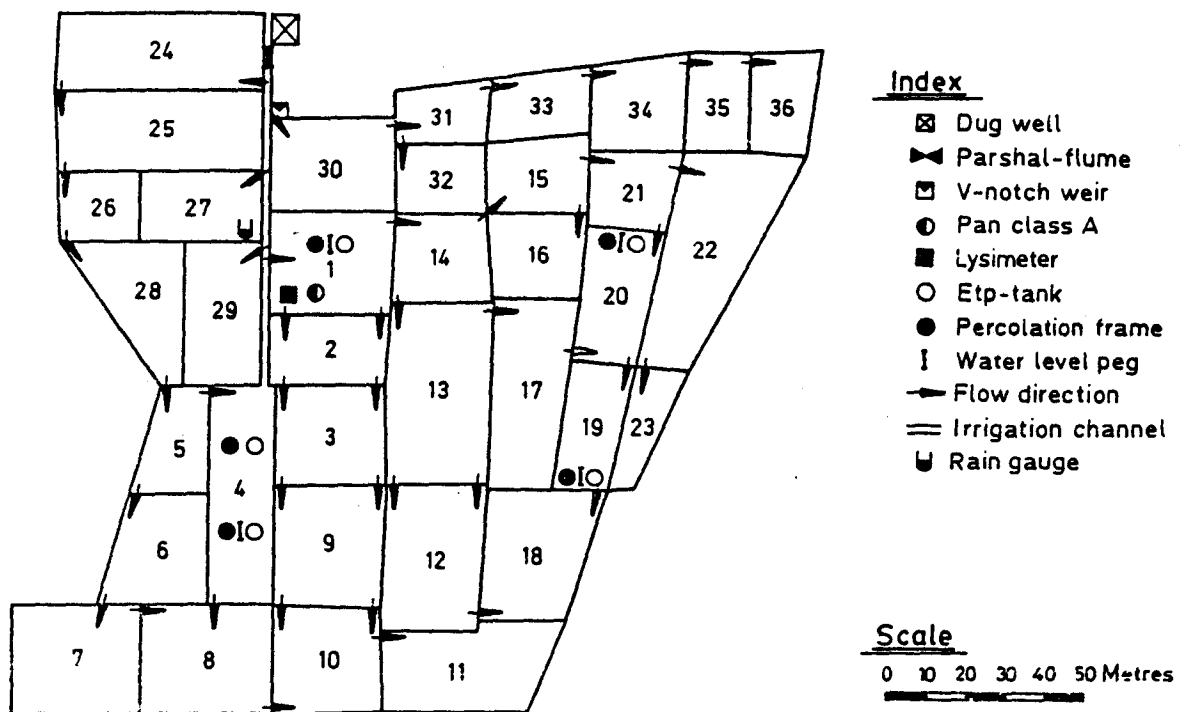 24
33
34
35
36
31
25
30
32
15
21
26
27
22
1
14
16
28
29
20
2
13
17
5
3
19
23
4
6
9
12
18
7
8
10
11
Index
Dug well
Parshal-flume
V-notch weir
Pan class A
Lysimeter
Etp-tank
Percolation frame
Water level peg
Flow direction
Irrigation channel
Rain gauge
Scale
0 10 20 30 40 50 Metres